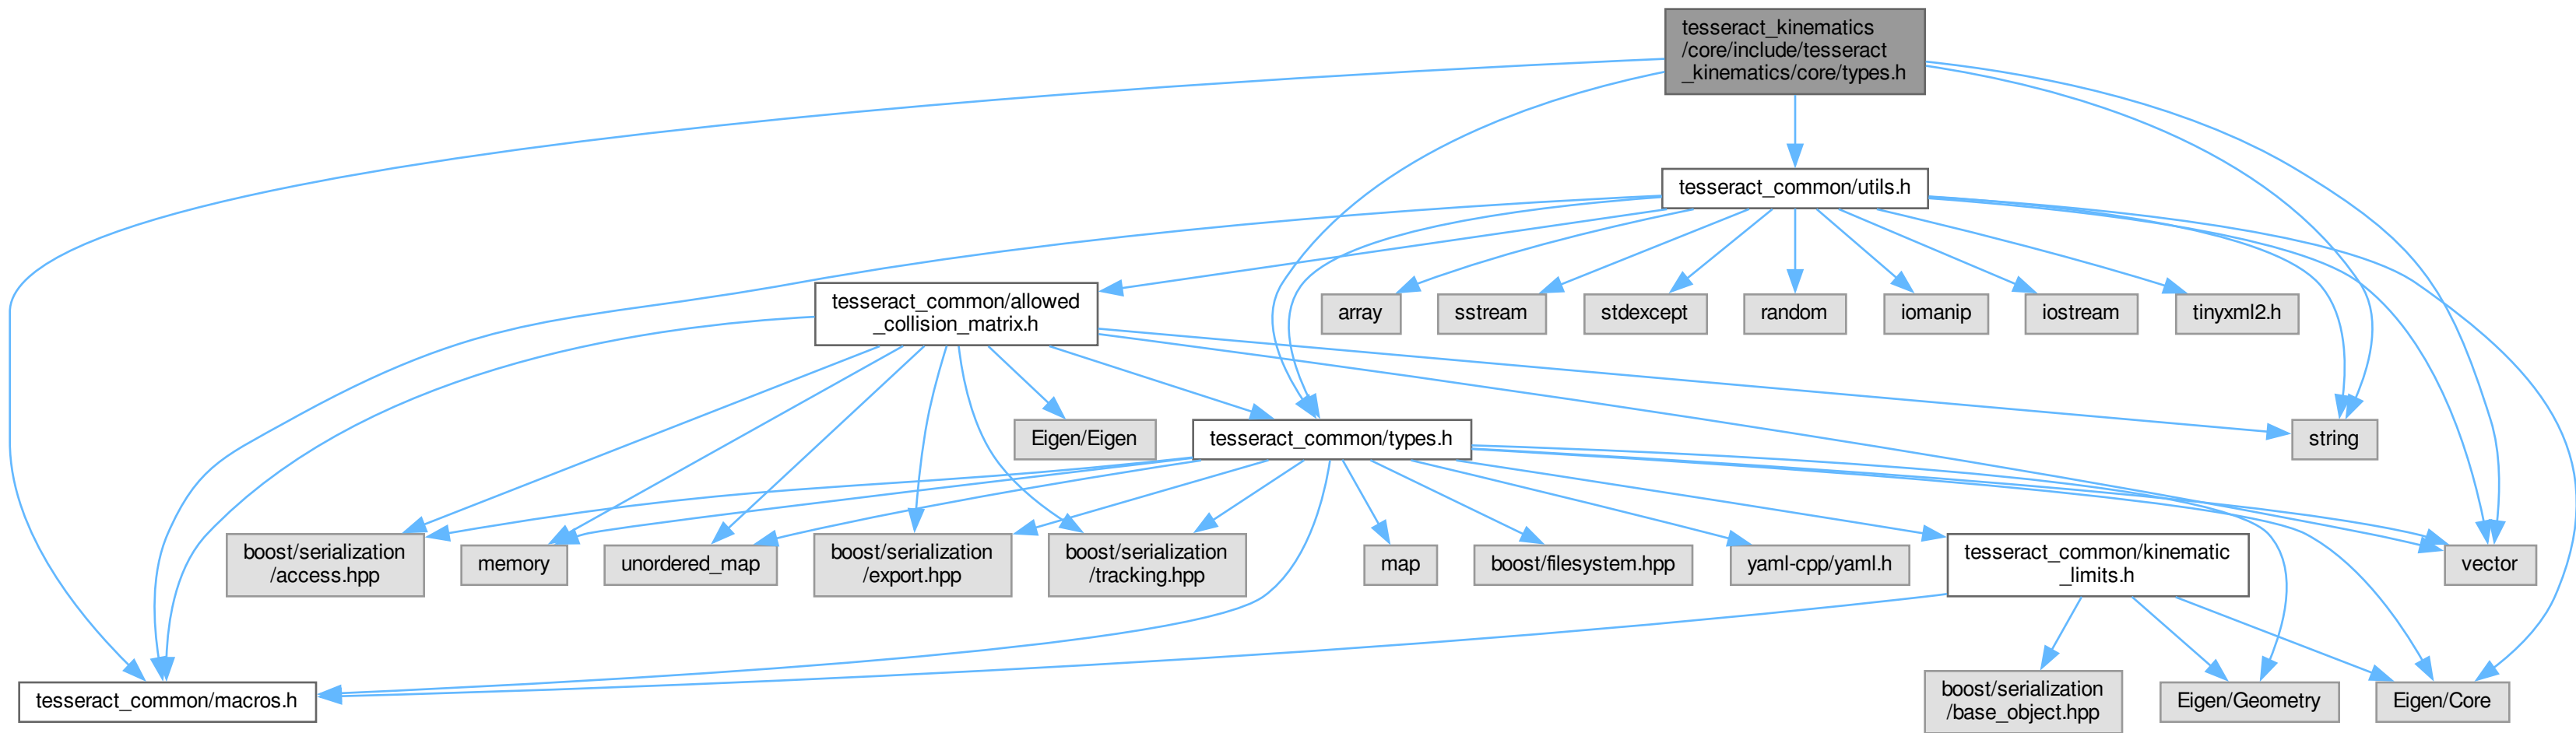 tesseract_kinematics
/core/include/tesseract
_kinematics/core/types.h
tesseract_common/utils.h
tesseract_common/allowed
_collision_matrix.h
array
sstream
stdexcept
random
iomanip
iostream
tinyxml2.h
Eigen/Eigen
tesseract_common/types.h
string
boost/serialization
/access.hpp
memory
unordered_map
boost/serialization
/export.hpp
boost/serialization
/tracking.hpp
map
boost/filesystem.hpp
yaml-cpp/yaml.h
tesseract_common/kinematic
_limits.h
vector
tesseract_common/macros.h
boost/serialization
/base_object.hpp
Eigen/Geometry
Eigen/Core